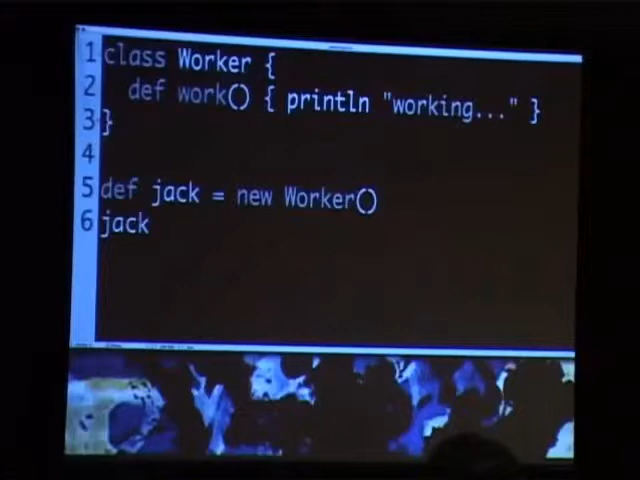 1 class Worker {
2 def work() { println "working..." }
3 }
4
5 def jack = new Worker()
6 jack